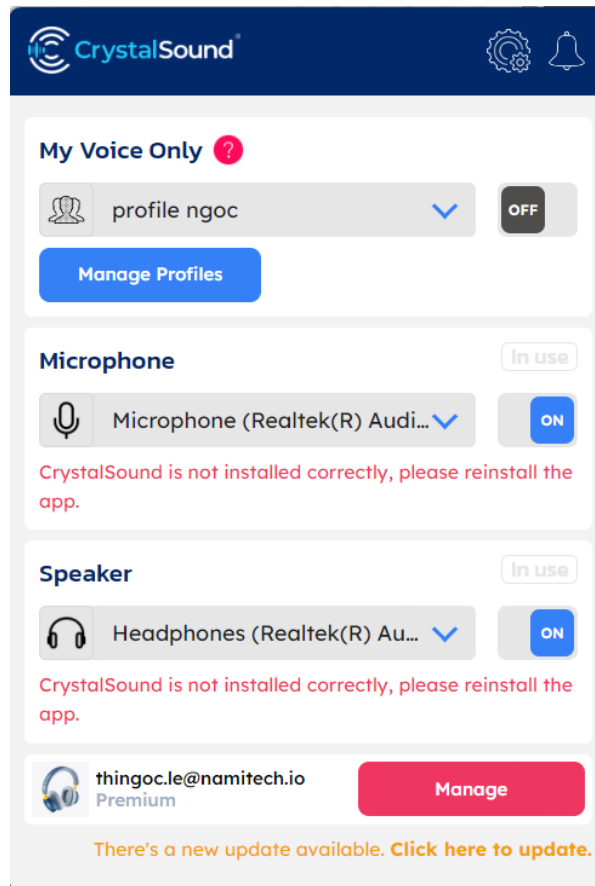 CrystalSound
My Voice Only ?
profile ngoc
OFF
Manage Profiles
Microphone
In use
Microphone (Realtek(R) Audi...
ON
CrystalSound is not installed correctly, please reinstall the
app.
Speaker
In use
Headphones (Realtek(R) Au...
ON
CrystalSound is not installed correctly, please reinstall the
app.
thingoc.le@namitech.io
Premium
Manage
There's a new update available. Click here to update.